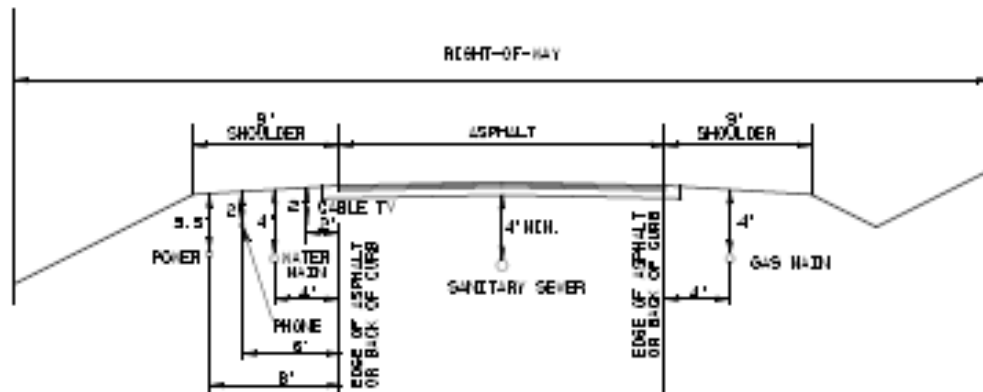 RIGHT-OF-WAY
9'
SHOULDER
ASPHALT
9'
SHOULDER
2'
2'
CABLE TV
4'
2'
4' MIN.
4'
POWER
WATER
MAIN
GAS MAIN
SANITARY SEWER
4'
4'
PHONE
6'
8'
EDGE OF ASPHALT
OR BACK OF CURB
EDGE OF ASPHALT
OR BACK OF CURB